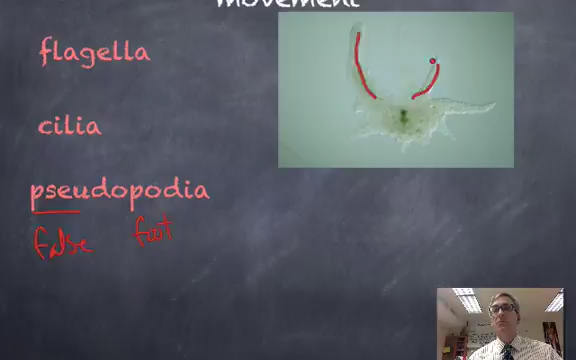 movement
flagella
cilia
pseudopodia
false foot